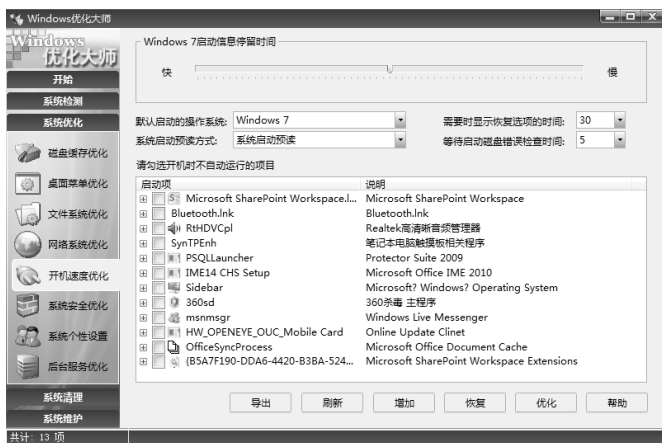 Windows优化大师
Windows
优化大师
开始
系统检测
系统优化
磁盘缓存优化
桌面菜单优化
文件系统优化
网络系统优化
开机速度优化
系统安全优化
系统个性设置
后台服务优化
系统清理
系统维护
Windows 7启动信息停留时间
快 慢
默认启动的操作系统: Windows 7 需要时显示恢复选项的时间: 30
系统启动预读方式: 系统启动预读 等待启动磁盘错误检查时间: 5
请勾选开机时不自动运行的项目
启动项 说明
Microsoft SharePoint Workspace.l... Microsoft SharePoint Workspace
Bluetooth.lnk Bluetooth.lnk
RtHDVCpl Realtek高清晰音频管理器
SynTPEnh 笔记本电脑触摸板相关程序
PSQLLauncher Protector Suite 2009
IME14 CHS Setup Microsoft Office IME 2010
Sidebar Microsoft? Windows? Operating System
360sd 360杀毒 主程序
msnmsgr Windows Live Messenger
HW_OPENEYE_OUC_Mobile Card Online Update Clinet
OfficeSyncProcess Microsoft Office Document Cache
{B5A7F190-DDA6-4420-B3BA-524... Microsoft SharePoint Workspace Extensions
导出 刷新 增加 恢复 优化 帮助
共计: 13 项